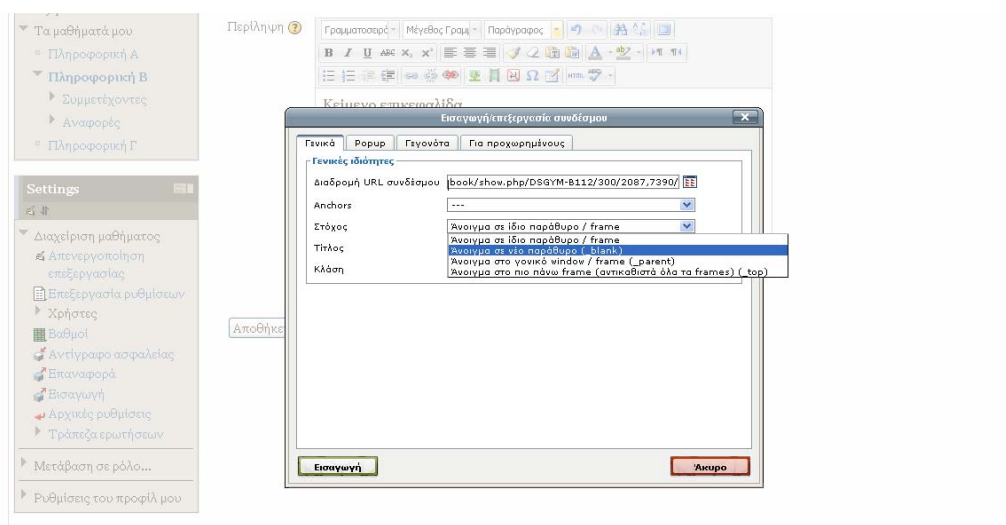 Τα μαθήματά μου
Πληροφορική Α
Πληροφορική Β
Συμμετέχοντες
Αναφορές
Πληροφορική Γ
Settings
Διαχείριση μαθήματος
Απενεργοποίηση
επεξεργασίας
Επεξεργασία ρυθμίσεων
Χρήστες
Βαθμοί
Αντίγραφο ασφαλείας
Επαναφορά
Εισαγωγή
Αρχικές ρυθμίσεις
Τράπεζα ερωτήσεων
Μετάβαση σε ρόλο...
Ρυθμίσεις του προφίλ μου
Περίληψη
Γραμματοσειρά Μέγεθος Γραμμ Παράγραφος
B I U ABC
HTML
Κείμενο επικεφαλίδα
Εισαγωγή/επεξεργασία συνδέσμου
Γενικά Popup Γεγονότα Για προχωρημένους
Γενικές ιδιότητες
Διαδρομή URL συνδέσμου book/show.php/DSGYM-B112/300/2087,7390/
Anchors ---
Στόχος Άνοιγμα σε ίδιο παράθυρο / frame
Άνοιγμα σε ίδιο παράθυρο / frame
Άνοιγμα σε νέο παράθυρο (_blank)
Άνοιγμα στο γονικό window / frame (_parent)
Άνοιγμα στο πιο πάνω frame (αντικαθιστά όλα τα frames) (_top)
Τίτλος
Κλάση
Αποθήκε
Εισαγωγή Άκυρο